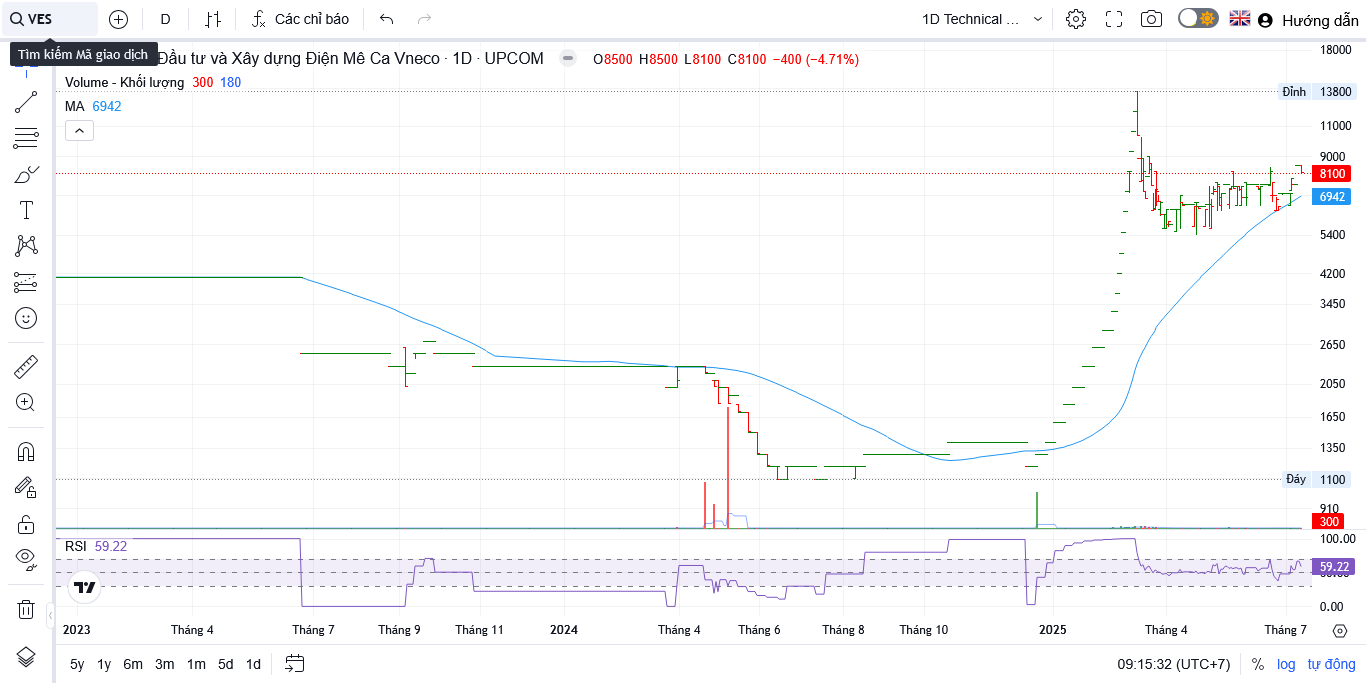 VES D Các chỉ báo 1D Technical ... Hướng dẫn
Tìm kiếm Mã giao dịch Đầu tư và Xây dựng Điện Mê Ca Vneco · 1D · UPCOM O8500 H8500 L8100 C8100 −400 (−4.71%)
Volume - Khối lượng 300 180
MA 6942
18000
Đỉnh 13800
11000
9000
8100
6942
5400
4200
3450
2650
2050
1650
1350
Đáy 1100
910
300
RSI 59.22
100.00
59.22
0.00
2023 Tháng 4 Tháng 7 Tháng 9 Tháng 11 2024 Tháng 4 Tháng 6 Tháng 8 Tháng 10 2025 Tháng 4 Tháng 7
5y 1y 6m 3m 1m 5d 1d 09:15:32 (UTC+7) % log tự động